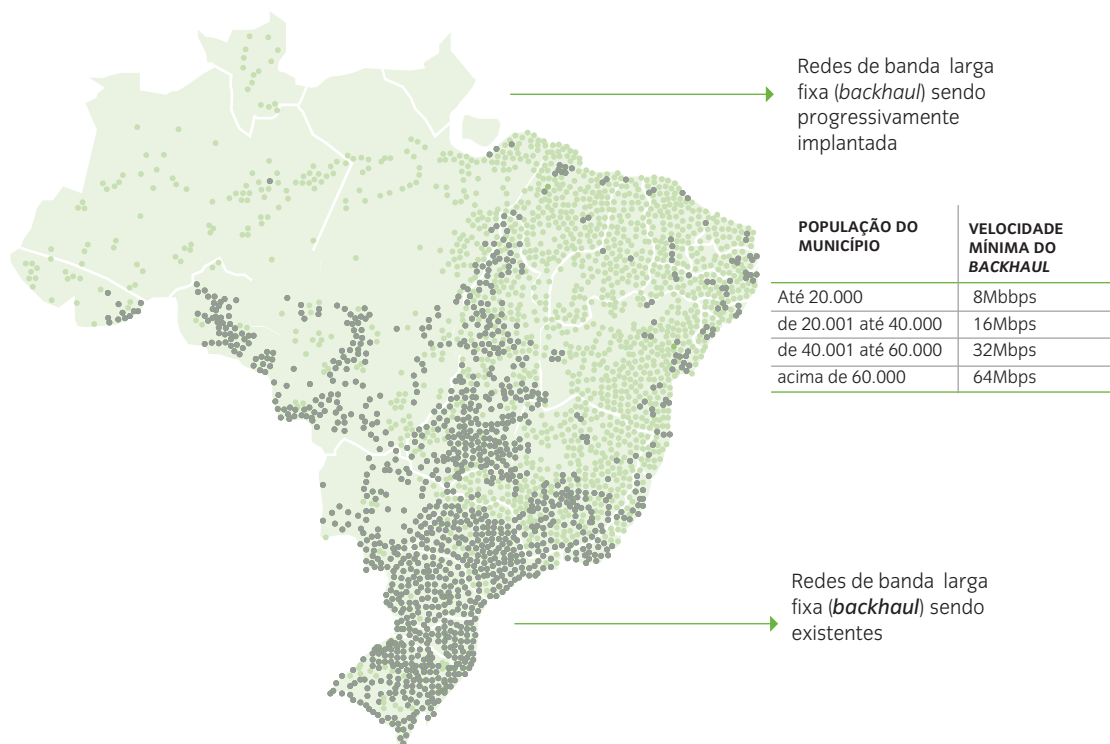 Redes de banda larga
fixa (backhaul) sendo
progressivamente
implantada
POPULAÇÃO DO
MUNICÍPIO
VELOCIDADE
MÍNIMA DO
BACKHAUL
Até 20.000 8Mbbps
de 20.001 até 40.000 16Mbps
de 40.001 até 60.000 32Mbps
acima de 60.000 64Mbps
Redes de banda larga
fixa (backhaul) sendo
existentes